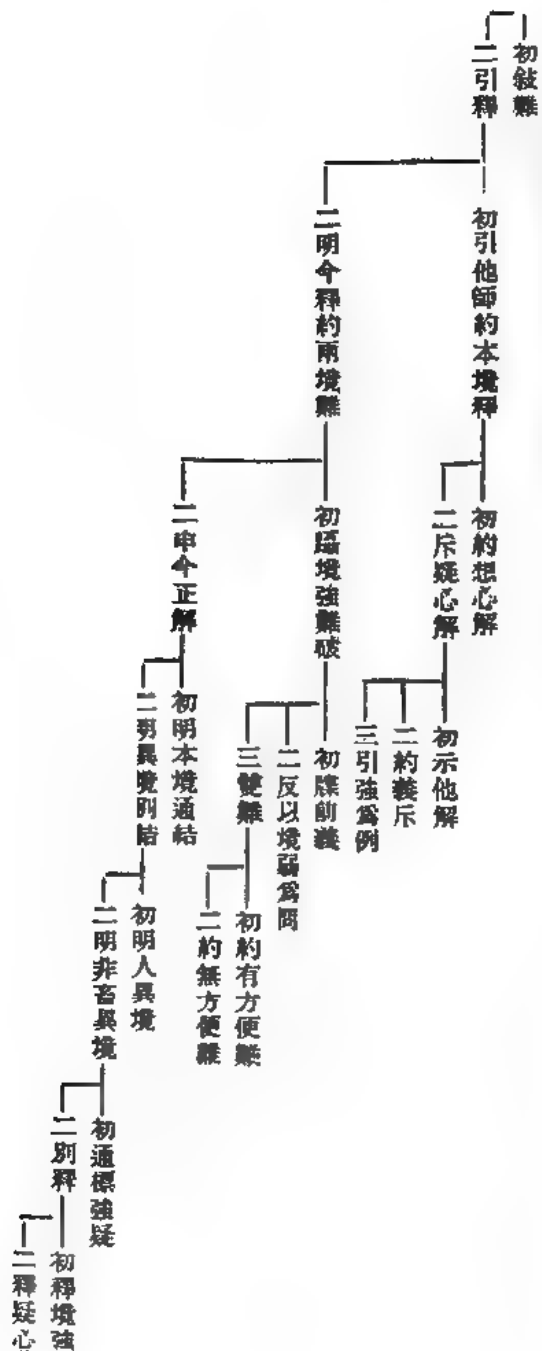 初敍難
二引釋
初引他師約本境釋
初約想心解
二斥疑心解
初示他解
二約義斥
三引強爲例
二明今釋約兩境難
初躡境強難破
初牒前義
二反以境弱爲問
三雙難
初約有方便難
二約無方便難
二申今正解
初明本境通結
二明異境列結
初明人異境
二明非畜異境
初通標強疑
二別釋
初釋境強
二釋疑心